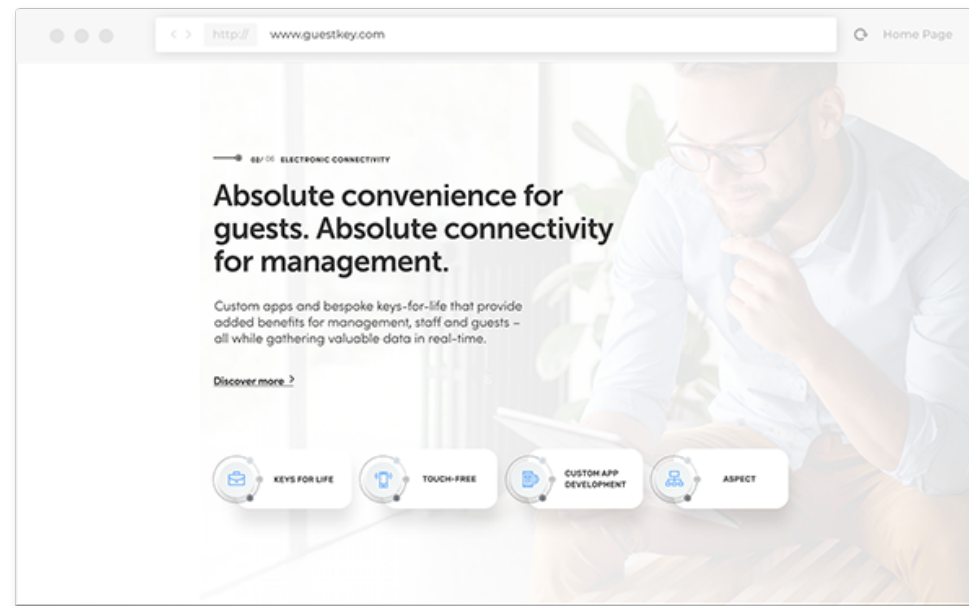 http://
www.guestkey.com
Home Page
02/ 06 ELECTRONIC CONNECTIVITY
Absolute convenience for
guests. Absolute connectivity
for management.
Custom apps and bespoke keys-for-life that provide
added benefits for management, staff and guests –
all while gathering valuable data in real-time.
Discover more >
KEYS FOR LIFE
TOUCH-FREE
CUSTOM APP
DEVELOPMENT
ASPECT